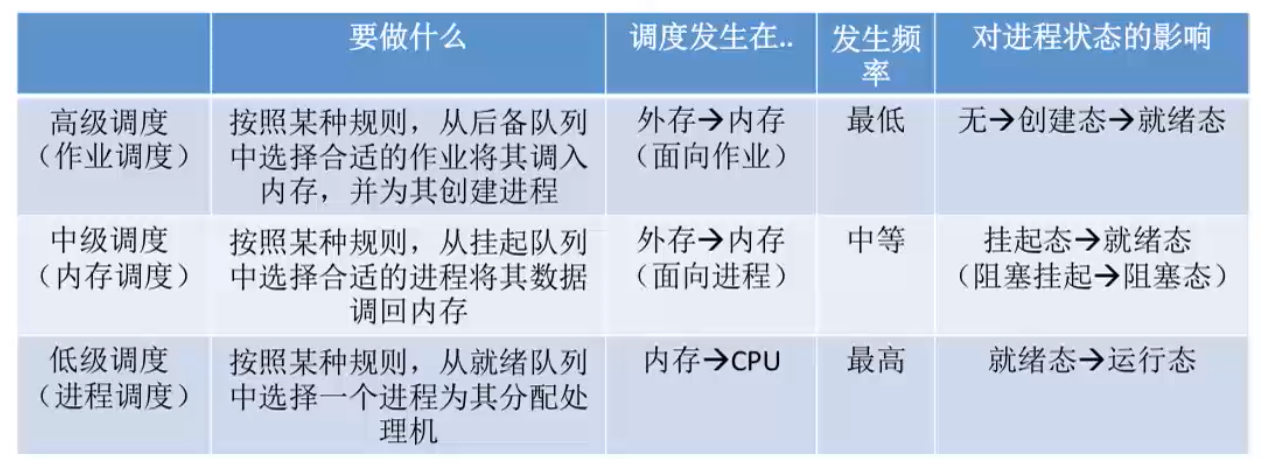 要做什么
调度发生在..
发生频
率
对进程状态的影响
高级调度
（作业调度）
按照某种规则，从后备队列
中选择合适的作业将其调入
内存，并为其创建进程
外存→内存
（面向作业）
最低
无→创建态→就绪态
中级调度
（内存调度）
按照某种规则，从挂起队列
中选择合适的进程将其数据
调回内存
外存→内存
（面向进程）
中等
挂起态→就绪态
（阻塞挂起→阻塞态）
低级调度
（进程调度）
按照某种规则，从就绪队列
中选择一个进程为其分配处
理机
内存→CPU
最高
就绪态→运行态